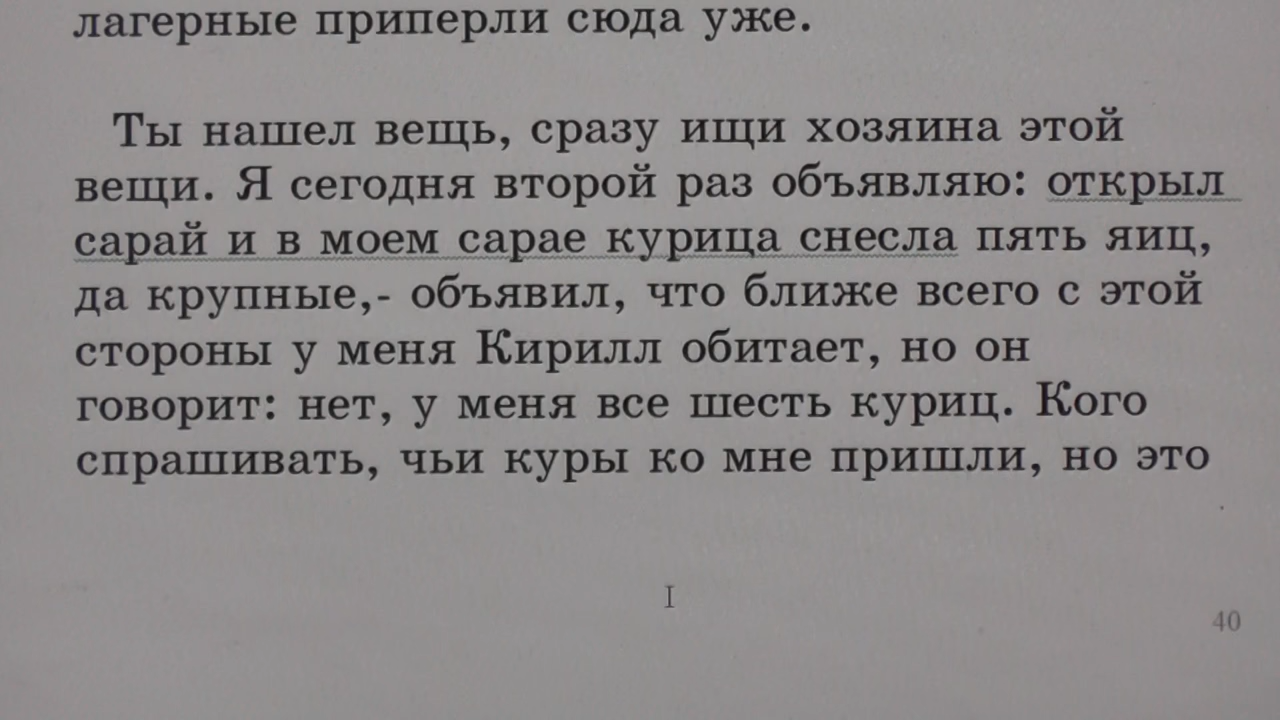 лагерные приперли сюда уже.
Ты нашел вещь, сразу ищи хозяина этой
вещи. Я сегодня второй раз объявляю: открыл
сарай и в моем сарае курица снесла пять яиц,
да крупные,- объявил, что ближе всего с этой
стороны у меня Кирилл обитает, но он
говорит: нет, у меня все шесть куриц. Кого
спрашивать, чьи куры ко мне пришли, но это
40